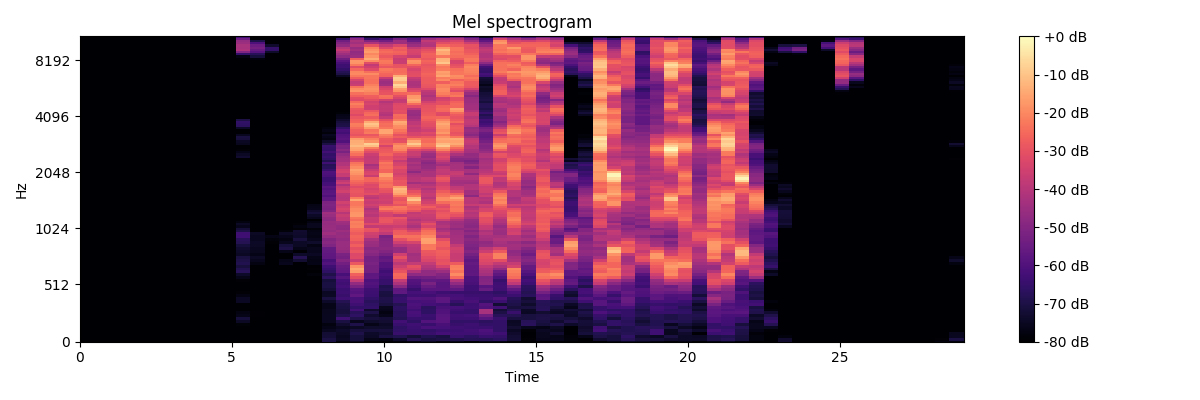 Mel spectrogram
8192
4096
2048
1024
512
0
Hz
0 5 10 15 20 25
Time
+0 dB
-10 dB
-20 dB
-30 dB
-40 dB
-50 dB
-60 dB
-70 dB
-80 dB